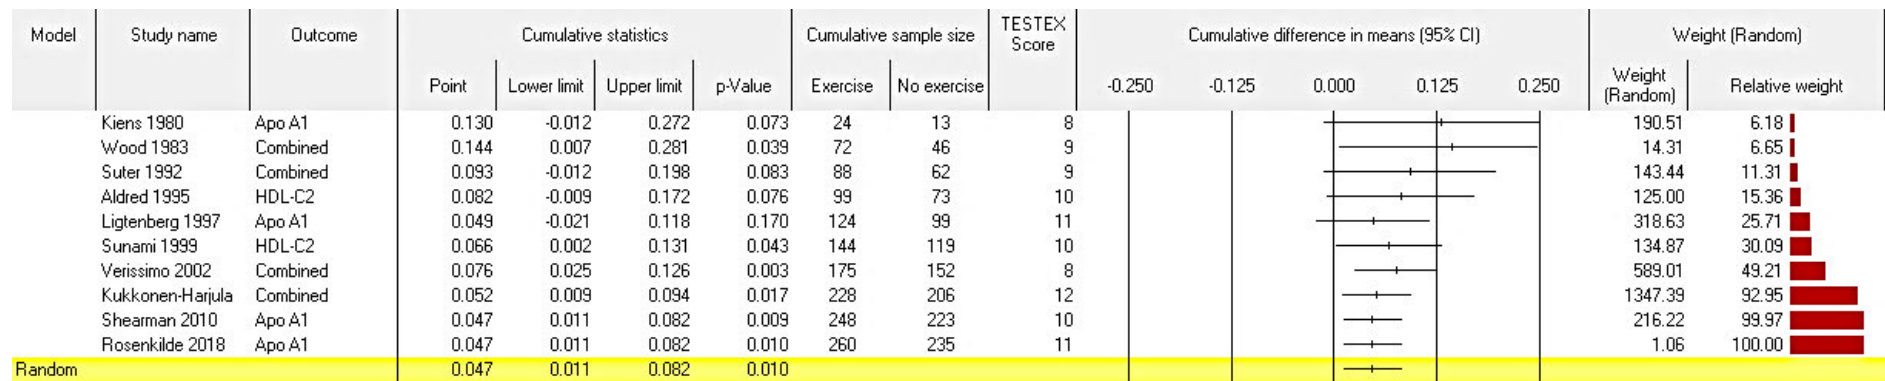 Model Study name Outcome Cumulative statistics Cumulative sample size TESTEX Score Cumulative difference in means (95% CI) Weight (Random)
Point Lower limit Upper limit p-Value Exercise No exercise -0.250 -0.125 0.000 0.125 0.250 Weight (Random) Relative weight
Kiens 1980 Apo A1 0.130 -0.012 0.272 0.073 24 13 8 190.51 6.18
Wood 1983 Combined 0.144 0.007 0.281 0.039 72 46 9 14.31 6.65
Suter 1992 Combined 0.093 -0.012 0.198 0.083 88 62 9 143.44 11.31
Aldred 1995 HDL-C2 0.082 -0.009 0.172 0.076 99 73 10 125.00 15.36
Ligtenberg 1997 Apo A1 0.049 -0.021 0.118 0.170 124 99 11 318.63 25.71
Sunami 1999 HDL-C2 0.066 0.002 0.131 0.043 144 119 10 134.87 30.09
Verissimo 2002 Combined 0.076 0.025 0.126 0.003 175 152 8 589.01 49.21
Kukkonen-Harjula Combined 0.052 0.009 0.094 0.017 228 206 12 1347.39 92.95
Shearman 2010 Apo A1 0.047 0.011 0.082 0.009 248 223 10 216.22 99.97
Rosenkilde 2018 Apo A1 0.047 0.011 0.082 0.010 260 235 11 1.06 100.00
Random 0.047 0.011 0.082 0.010